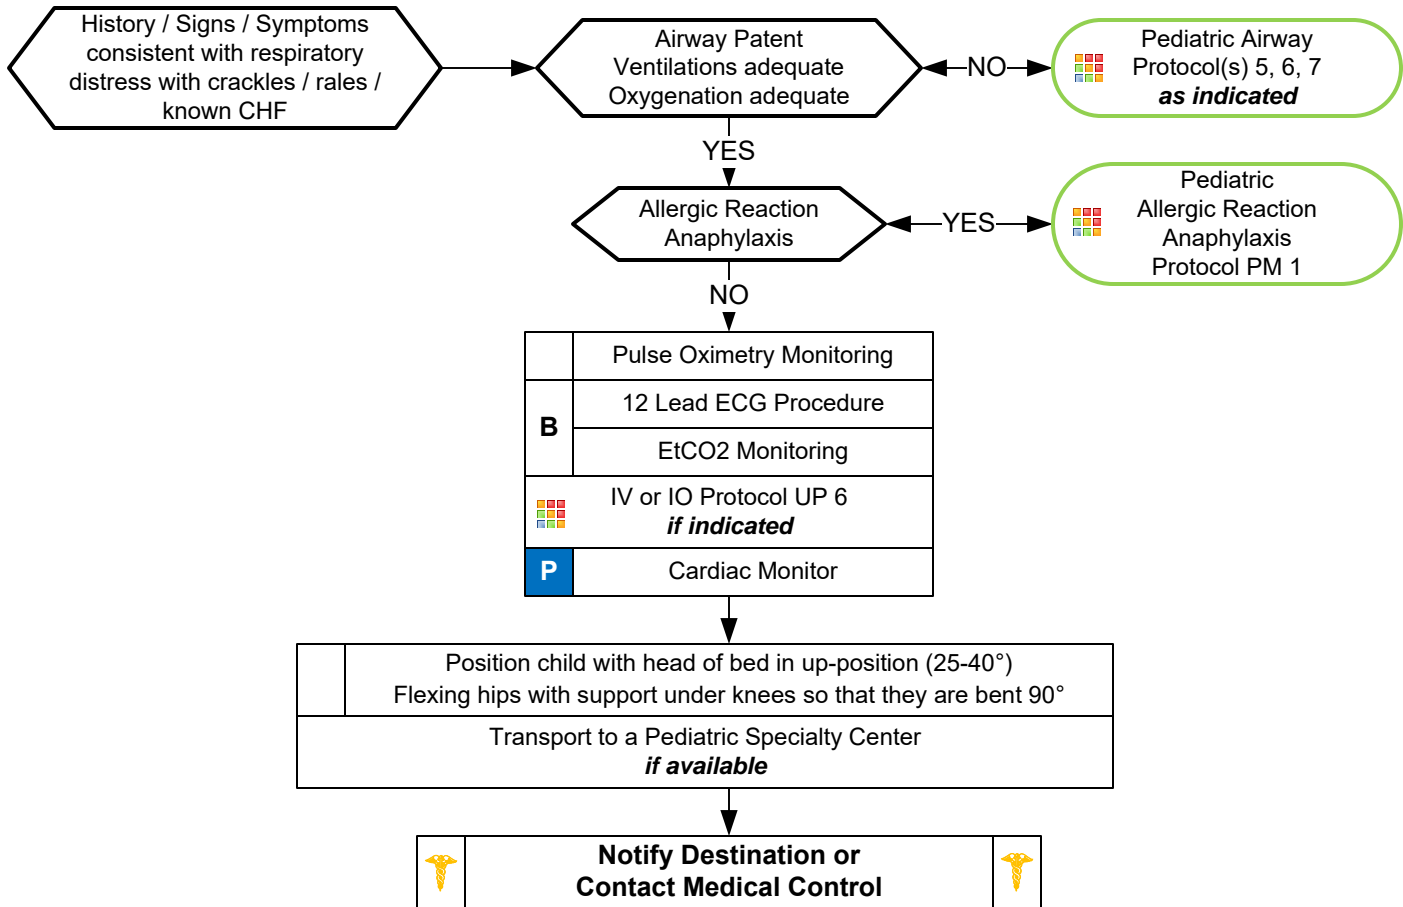 History / Signs / Symptoms
consistent with respiratory
distress with crackles / rales /
known CHF
Airway Patent
Ventilations adequate
Oxygenation adequate
NO
Pediatric Airway
Protocol(s) 5, 6, 7
as indicated
YES
Allergic Reaction
Anaphylaxis
YES
Pediatric
Allergic Reaction
Anaphylaxis
Protocol PM 1
NO
Pulse Oximetry Monitoring
B
12 Lead ECG Procedure
EtCO2 Monitoring
IV or IO Protocol UP 6
if indicated
P
Cardiac Monitor
Position child with head of bed in up-position (25-40°)
Flexing hips with support under knees so that they are bent 90°
Transport to a Pediatric Specialty Center
if available
Notify Destination or
Contact Medical Control